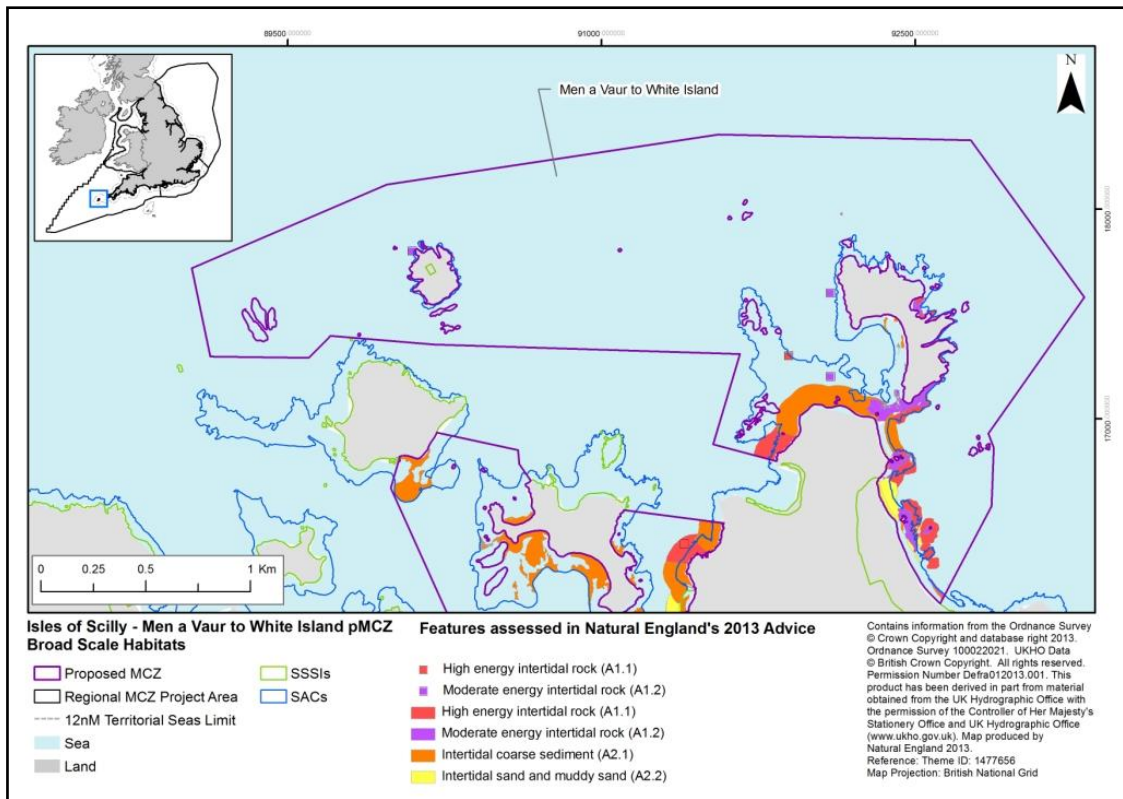 89500.000000
91000.000000
92500.000000
N
Men a Vaur to White Island
18000.000000
17000.000000
0 0.25 0.5 1 Km
Isles of Scilly - Men a Vaur to White Island pMCZ
Broad Scale Habitats
Proposed MCZ
Regional MCZ Project Area
12nM Territorial Seas Limit
Sea
Land
SSSIs
SACs
Features assessed in Natural England's 2013 Advice
High energy intertidal rock (A1.1)
Moderate energy intertidal rock (A1.2)
High energy intertidal rock (A1.1)
Moderate energy intertidal rock (A1.2)
Intertidal coarse sediment (A2.1)
Intertidal sand and muddy sand (A2.2)
Contains information from the Ordnance Survey
© Crown Copyright and database right 2013.
Ordnance Survey 100022021. UKHO Data
© British Crown Copyright. All rights reserved.
Permission Number Defra012013.001. This
product has been derived in part from material
obtained from the UK Hydrographic Office with
the permission of the Controller of Her Majesty's
Stationery Office and UK Hydrographic Office
(www.ukho.gov.uk). Map produced by
Natural England 2013.
Reference: Theme ID: 1477656
Map Projection: British National Grid